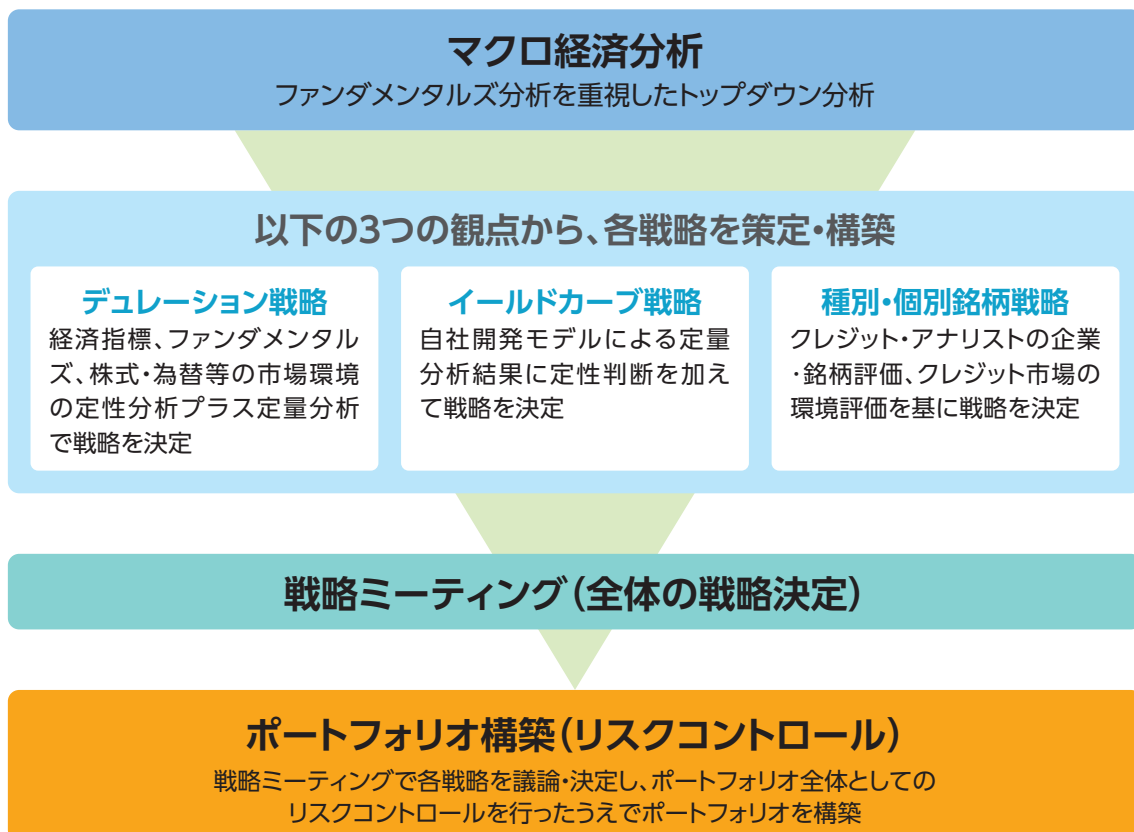 マクロ経済分析
ファンダメンタルズ分析を重視したトップダウン分析
以下の3つの観点から、各戦略を策定・構築
デュレーション戦略
経済指標、ファンダメンタル
ズ、株式・為替等の市場環境
の定性分析プラス定量分析
で戦略を決定
イールドカーブ戦略
自社開発モデルによる定量
分析結果に定性判断を加え
て戦略を決定
種別・個別銘柄戦略
クレジット・アナリストの企業
・銘柄評価、クレジット市場の
環境評価を基に戦略を決定
戦略ミーティング(全体の戦略決定)
ポートフォリオ構築(リスクコントロール)
戦略ミーティングで各戦略を議論・決定し、ポートフォリオ全体としての
リスクコントロールを行ったうえでポートフォリオを構築